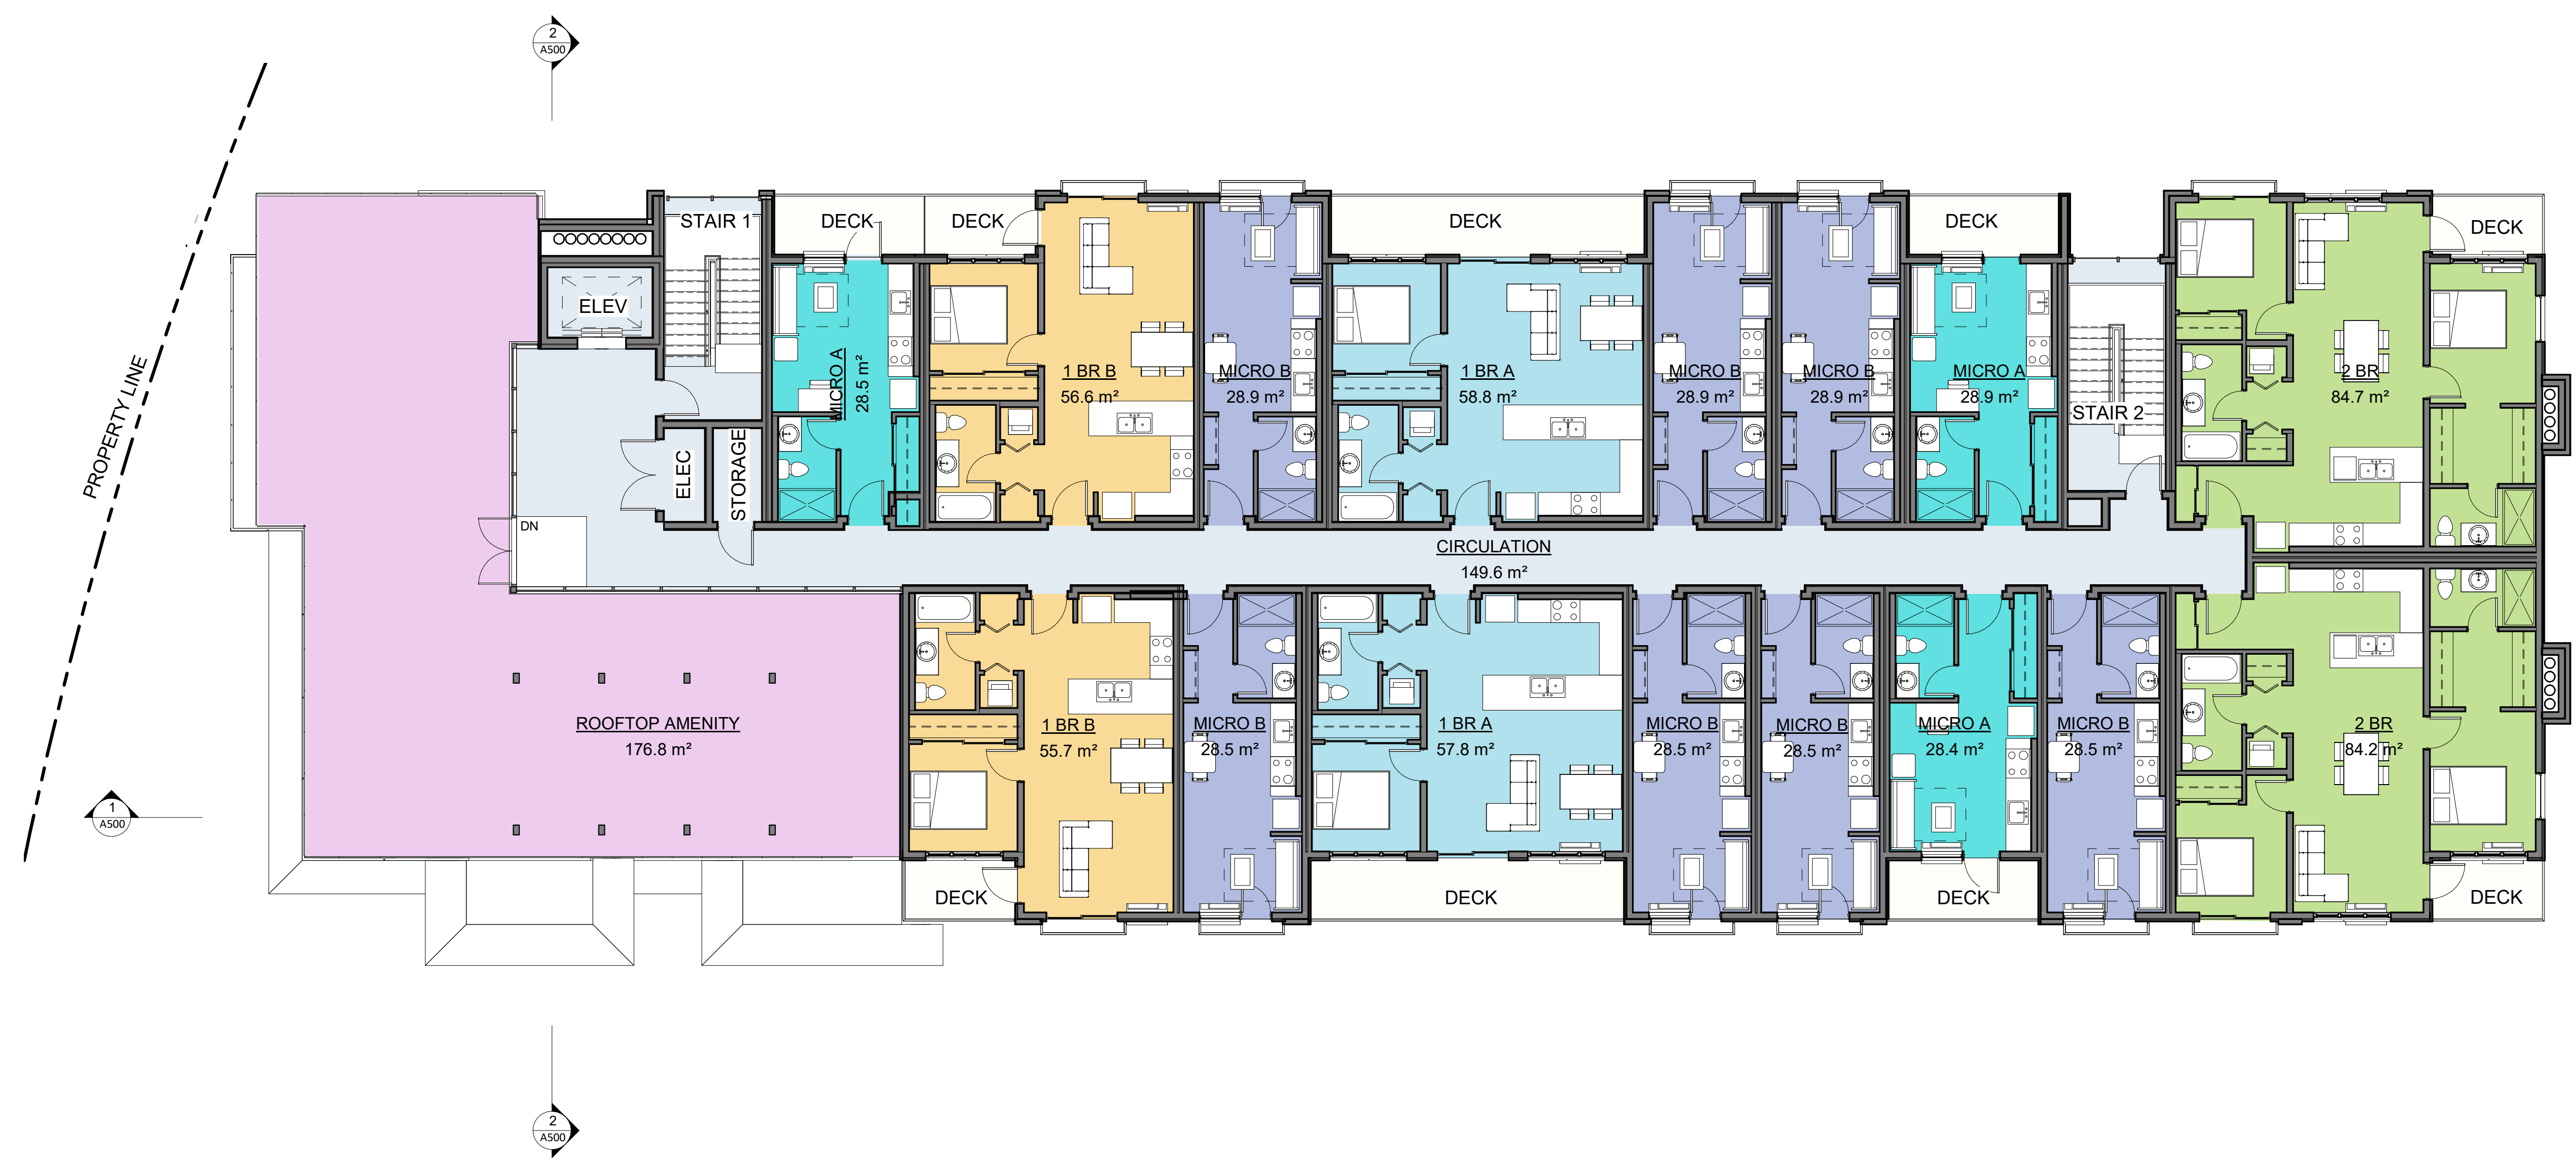 2
A500
PROPERTY LINE
STAIR 1
DECK
DECK
DECK
DECK
DECK
ELEV
MICRO A
28.5 m²
1 BR B
56.6 m²
MICRO B
28.9 m²
1 BR A
58.8 m²
MICRO B
28.9 m²
MICRO B
28.9 m²
MICRO A
28.9 m²
STAIR 2
2 BR
84.7 m²
ELEC
STORAGE
DN
CIRCULATION
149.6 m²
ROOFTOP AMENITY
176.8 m²
1 BR B
55.7 m²
MICRO B
28.5 m²
1 BR A
57.8 m²
MICRO B
28.5 m²
MICRO B
28.5 m²
MICRO A
28.4 m²
MICRO B
28.5 m²
2 BR
84.2 m²
1
A500
DECK
DECK
DECK
DECK
2
A500